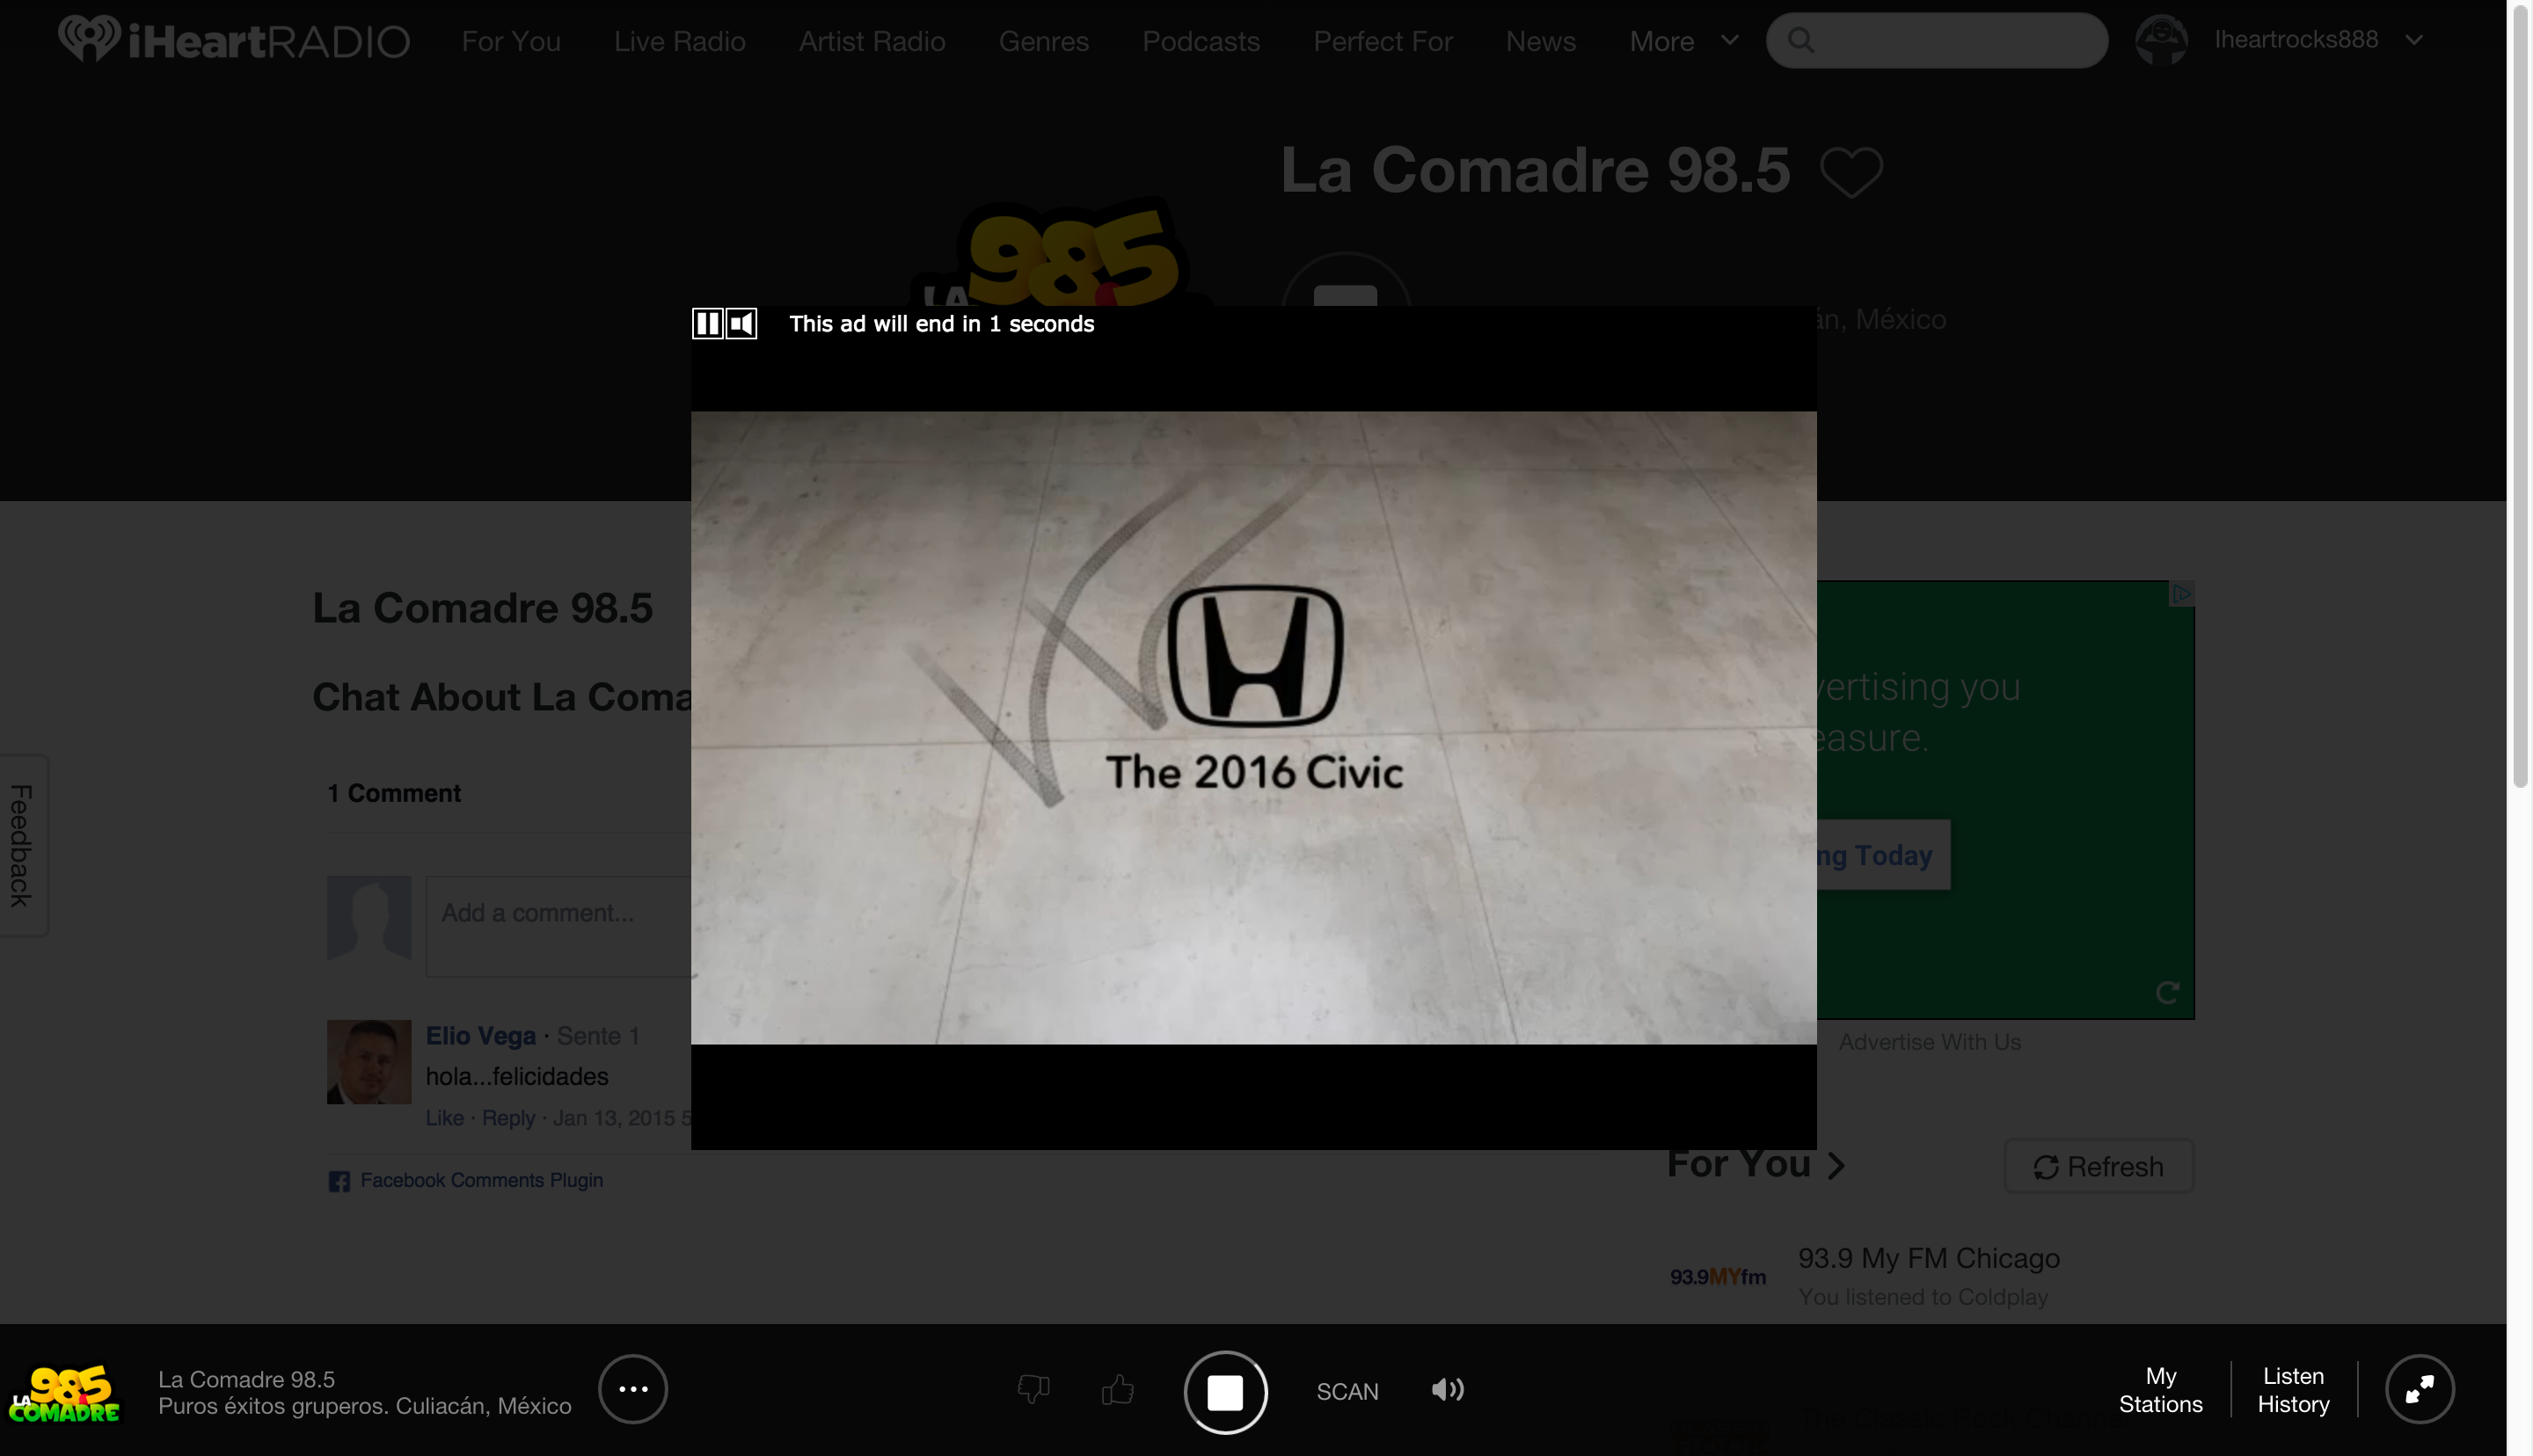 iHeartRADIO
For You
Live Radio
Artist Radio
Genres
Podcasts
Perfect For
News
More
Iheartrocks888
La Comadre 98.5
LA 98.5
án, México
This ad will end in 1 seconds
The 2016 Civic
La Comadre 98.5
Chat About La Coma
1 Comment
Add a comment...
Elio Vega · Sente 1
hola...felicidades
Like · Reply · Jan 13, 2015 5
Facebook Comments Plugin
Feedback
vertising you
easure.
ng Today
Advertise With Us
For You
Refresh
93.9MYfm
93.9 My FM Chicago
You listened to Coldplay
LA 98.5 COMADRE
La Comadre 98.5
Puros éxitos gruperos. Culiacán, México
SCAN
My
Stations
Listen
History